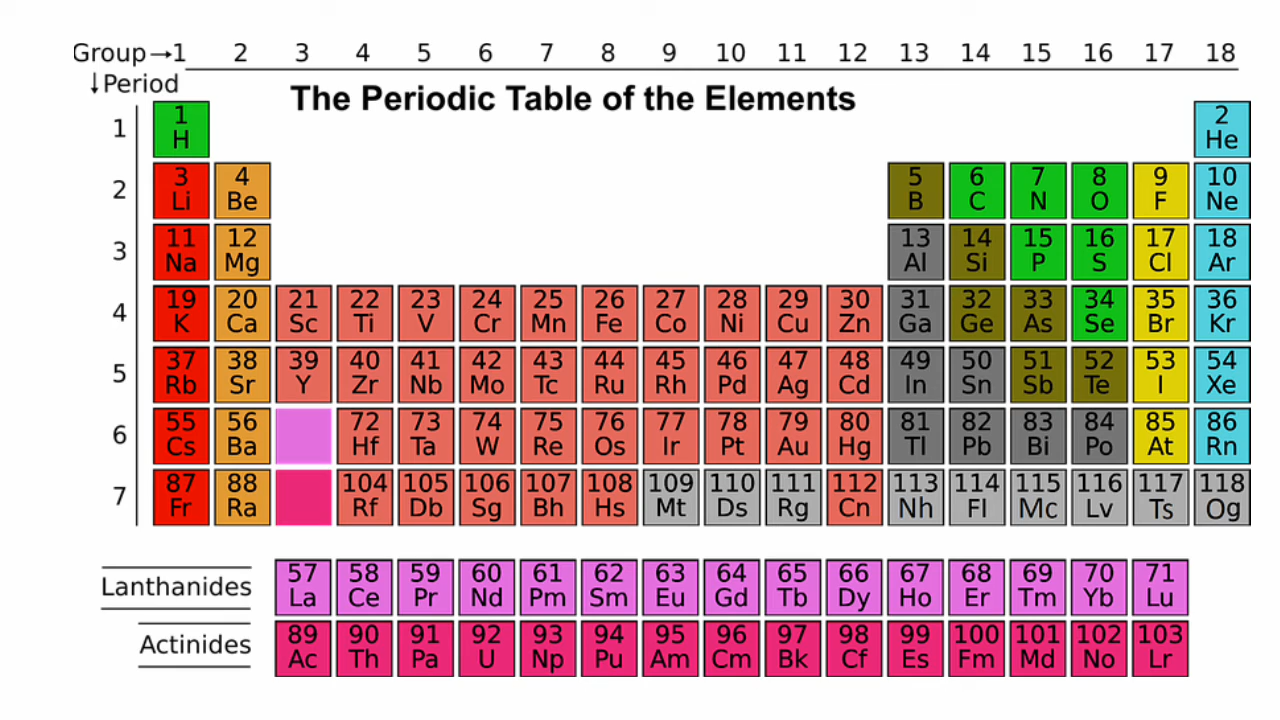 Group→1 2 3 4 5 6 7 8 9 10 11 12 13 14 15 16 17 18
↓Period
The Periodic Table of the Elements
1 1 2
H He
2 3 4 5 6 7 8 9 10
Li Be B C N O F Ne
3 11 12 13 14 15 16 17 18
Na Mg Al Si P S Cl Ar
4 19 20 21 22 23 24 25 26 27 28 29 30 31 32 33 34 35 36
K Ca Sc Ti V Cr Mn Fe Co Ni Cu Zn Ga Ge As Se Br Kr
5 37 38 39 40 41 42 43 44 45 46 47 48 49 50 51 52 53 54
Rb Sr Y Zr Nb Mo Tc Ru Rh Pd Ag Cd In Sn Sb Te I Xe
6 55 56 72 73 74 75 76 77 78 79 80 81 82 83 84 85 86
Cs Ba Hf Ta W Re Os Ir Pt Au Hg Tl Pb Bi Po At Rn
7 87 88 104 105 106 107 108 109 110 111 112 113 114 115 116 117 118
Fr Ra Rf Db Sg Bh Hs Mt Ds Rg Cn Nh Fl Mc Lv Ts Og
Lanthanides 57 58 59 60 61 62 63 64 65 66 67 68 69 70 71
La Ce Pr Nd Pm Sm Eu Gd Tb Dy Ho Er Tm Yb Lu
Actinides 89 90 91 92 93 94 95 96 97 98 99 100 101 102 103
Ac Th Pa U Np Pu Am Cm Bk Cf Es Fm Md No Lr